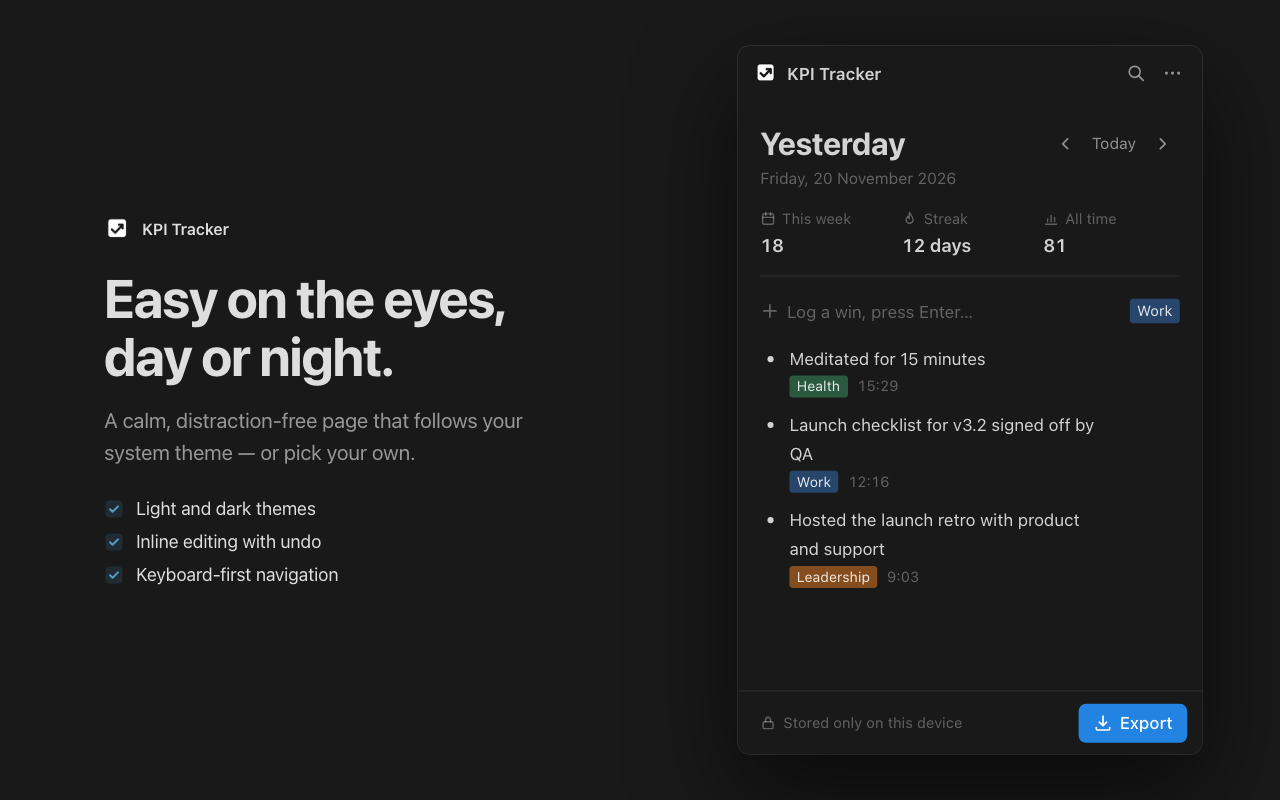 KPI Tracker
Easy on the eyes,
day or night.
A calm, distraction-free page that follows your
system theme — or pick your own.
Light and dark themes
Inline editing with undo
Keyboard-first navigation
KPI Tracker
Yesterday
Today
Friday, 20 November 2026
This week
Streak
All time
18
12 days
81
Log a win, press Enter...
Work
Meditated for 15 minutes
Health 15:29
Launch checklist for v3.2 signed off by
QA
Work 12:16
Hosted the launch retro with product
and support
Leadership 9:03
Stored only on this device
Export